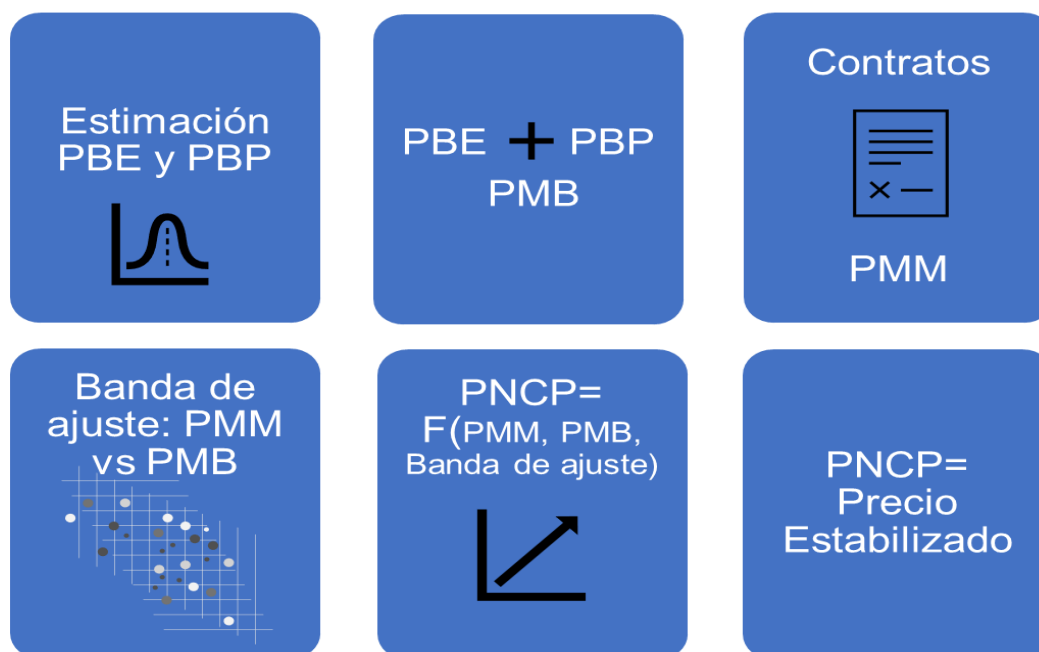 Estimación
PBE y PBP
PBE + PBP
PMB
Contratos
PMM
Banda de
ajuste: PMM
vs PMB
PNCP=
F(PMM, PMB,
Banda de ajuste)
PNCP=
Precio
Estabilizado